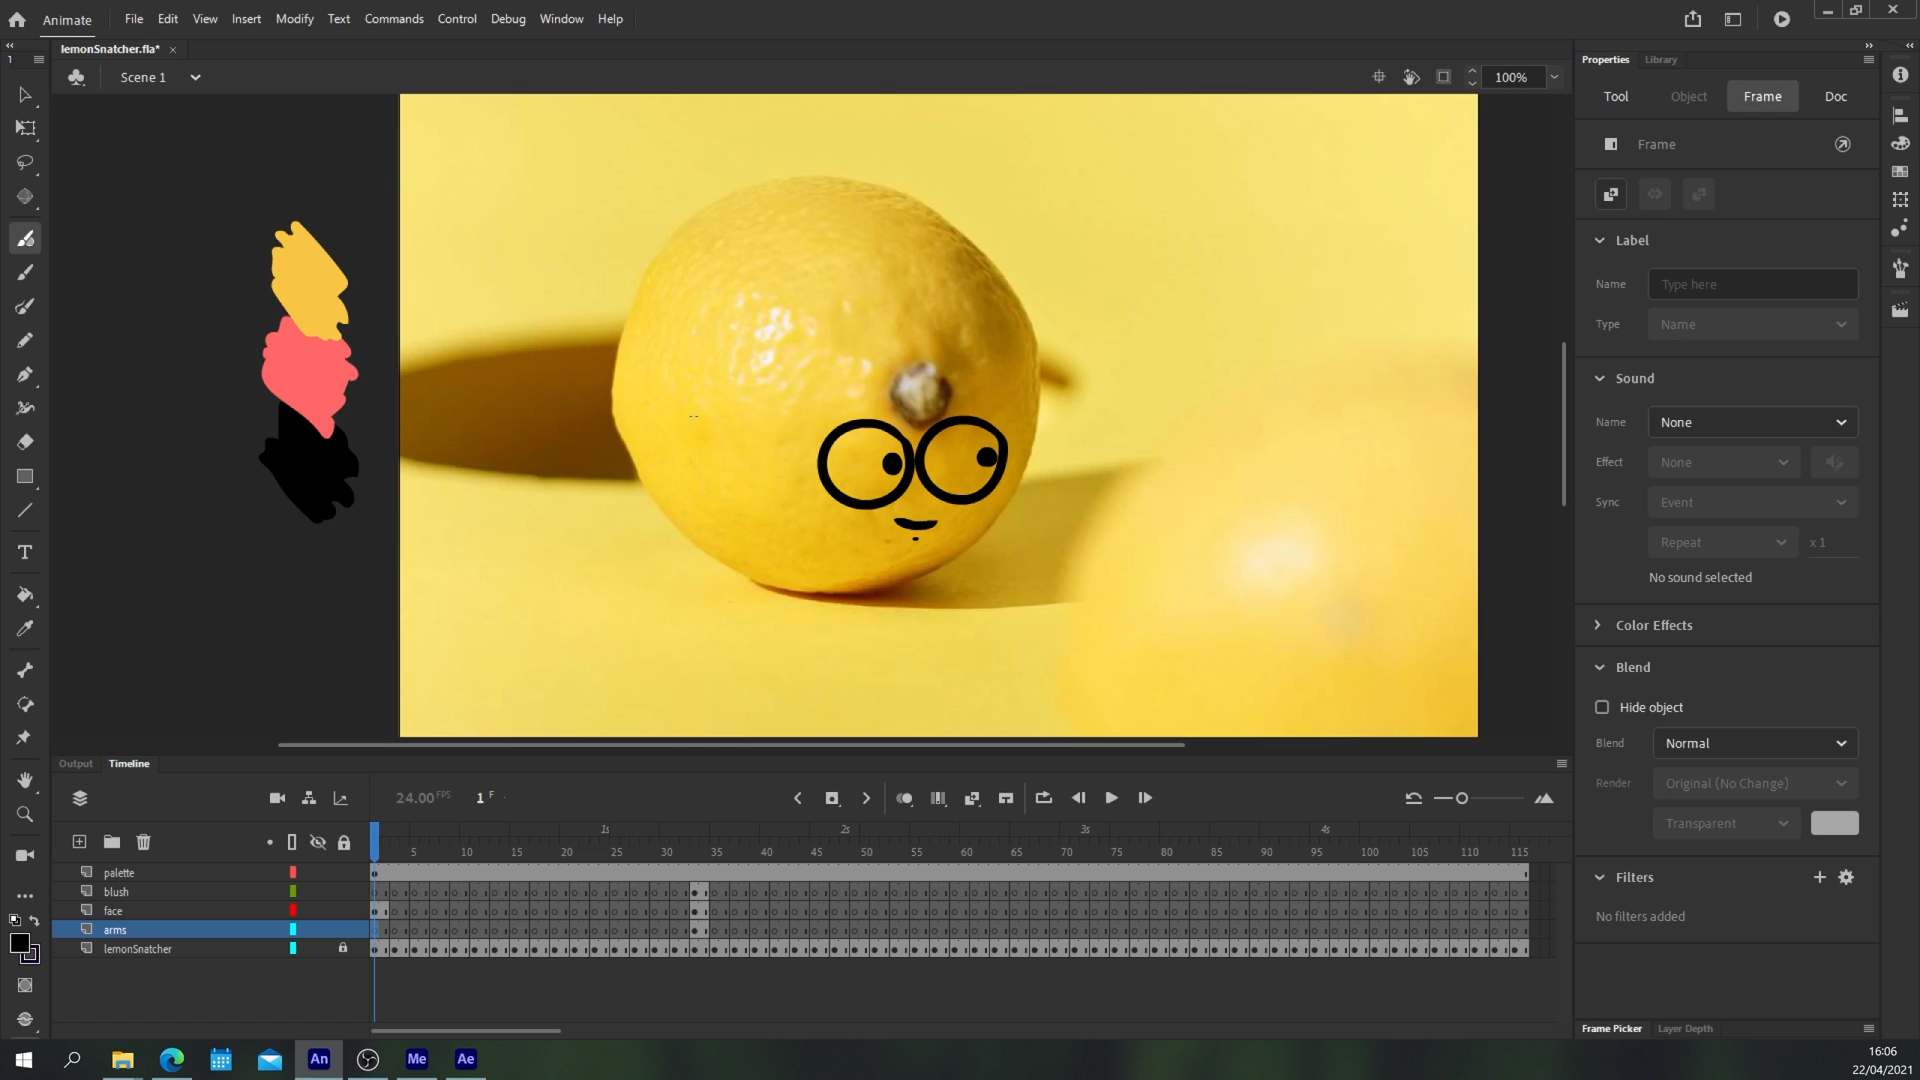 Animate File Edit View Insert Modify Text Commands Control Debug Window Help
lemonSnatcher.fla*
Scene 1
100%
1
Properties Library
Tool Object Frame Doc
Frame
Label
Name Type here
Type Name
Sound
Name None
Effect None
Sync Event
Repeat x 1
No sound selected
Color Effects
Blend
Hide object
Blend Normal
Render Original (No Change)
Transparent
Filters
No filters added
Frame Picker Layer Depth
Output Timeline
24.00 FPS 1 F
1s 2s 3s 4s
5 10 15 20 25 30 35 40 45 50 55 60 65 70 75 80 85 90 95 100 105 110 115
palette
blush
face
arms
lemonSnatcher
An Me Ae
16:06
22/04/2021